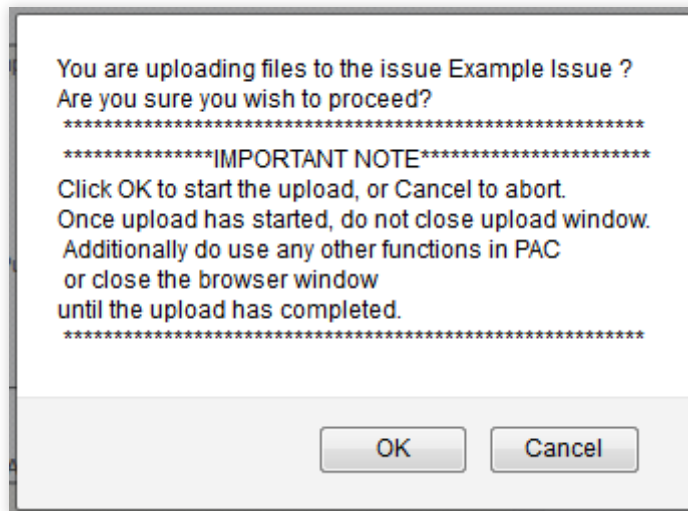 You are uploading files to the issue Example Issue ?
Are you sure you wish to proceed?
**********************************************************
***************IMPORTANT NOTE***********************
Click OK to start the upload, or Cancel to abort.
Once upload has started, do not close upload window.
Additionally do use any other functions in PAC
or close the browser window
until the upload has completed.
**********************************************************
OK
Cancel